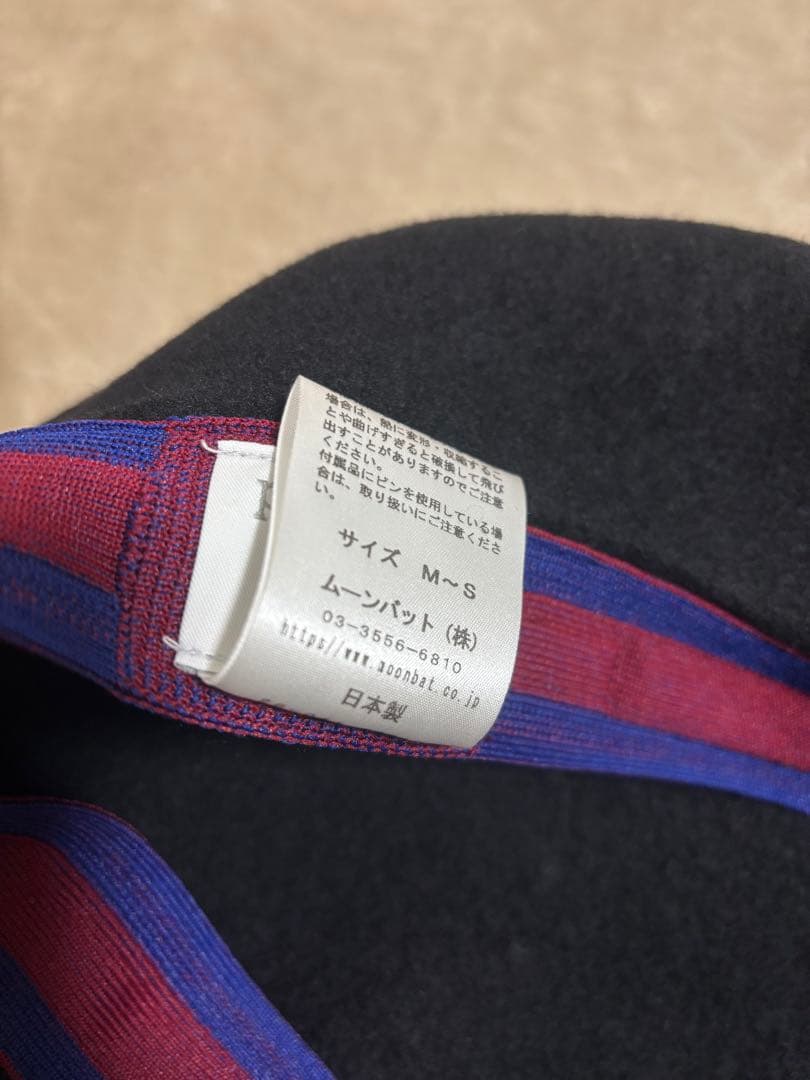 場合は、熱に変形・収縮するこ
とや曲げすぎると破損して飛び
出すことがありますのでご注意
ください。
付属品にピンを使用している場
合は、取り扱いにご注意くださ
い。
サイズ M～S
ムーンバット（株）
03-3556-6810
https//www.moonbat.co.jp
日本製